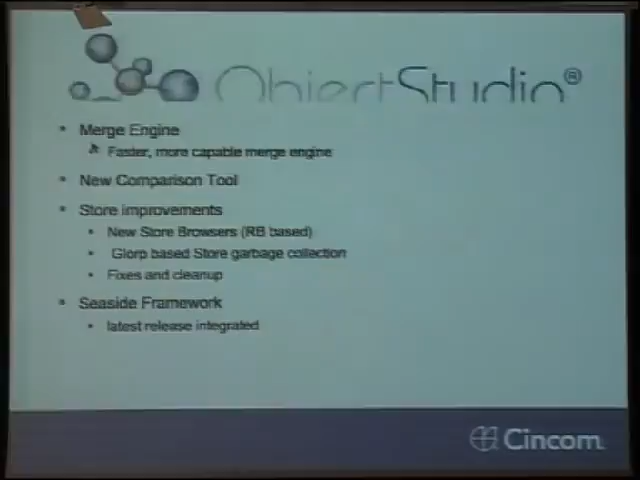 ObjectStudio®
• Merge Engine
Faster, more capable merge engine
• New Comparison Tool
• Store improvements
• New Store Browsers (RB based)
• Glorp based Store garbage collection
• Fixes and cleanup
• Seaside Framework
• latest release integrated
Cincom